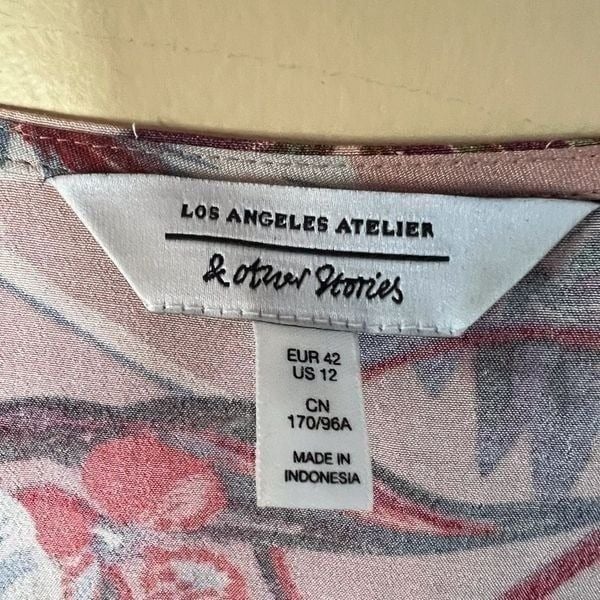 LOS ANGELES ATELIER
& other Stories
EUR 42
US 12
CN
170/96A
MADE IN
INDONESIA